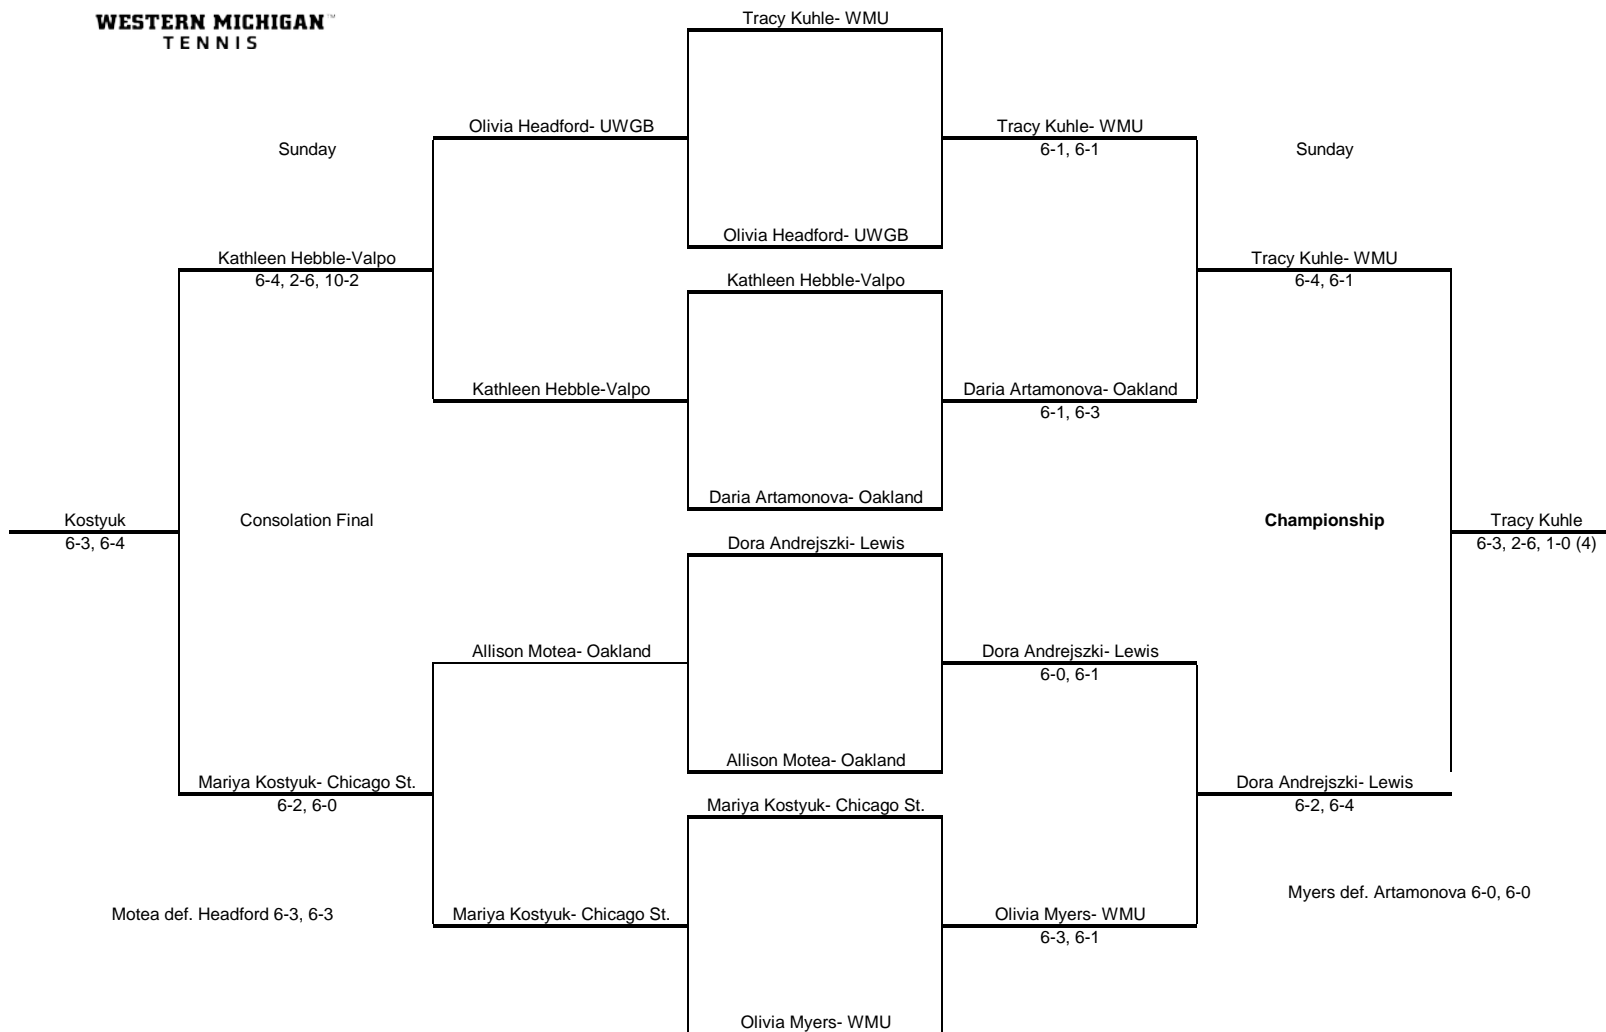 WESTERN MICHIGAN™
TENNIS
Tracy Kuhle- WMU
Olivia Headford- UWGB
Tracy Kuhle- WMU
Sunday
6-1, 6-1
Sunday
Olivia Headford- UWGB
Kathleen Hebble-Valpo
Tracy Kuhle- WMU
6-4, 2-6, 10-2
Kathleen Hebble-Valpo
6-4, 6-1
Kathleen Hebble-Valpo
Daria Artamonova- Oakland
6-1, 6-3
Daria Artamonova- Oakland
Kostyuk
Consolation Final
Championship
Tracy Kuhle
6-3, 6-4
Dora Andrejszki- Lewis
6-3, 2-6, 1-0 (4)
Allison Motea- Oakland
Dora Andrejszki- Lewis
6-0, 6-1
Allison Motea- Oakland
Mariya Kostyuk- Chicago St.
Dora Andrejszki- Lewis
6-2, 6-0
Mariya Kostyuk- Chicago St.
6-2, 6-4
Myers def. Artamonova 6-0, 6-0
Motea def. Headford 6-3, 6-3
Mariya Kostyuk- Chicago St.
Olivia Myers- WMU
6-3, 6-1
Olivia Myers- WMU